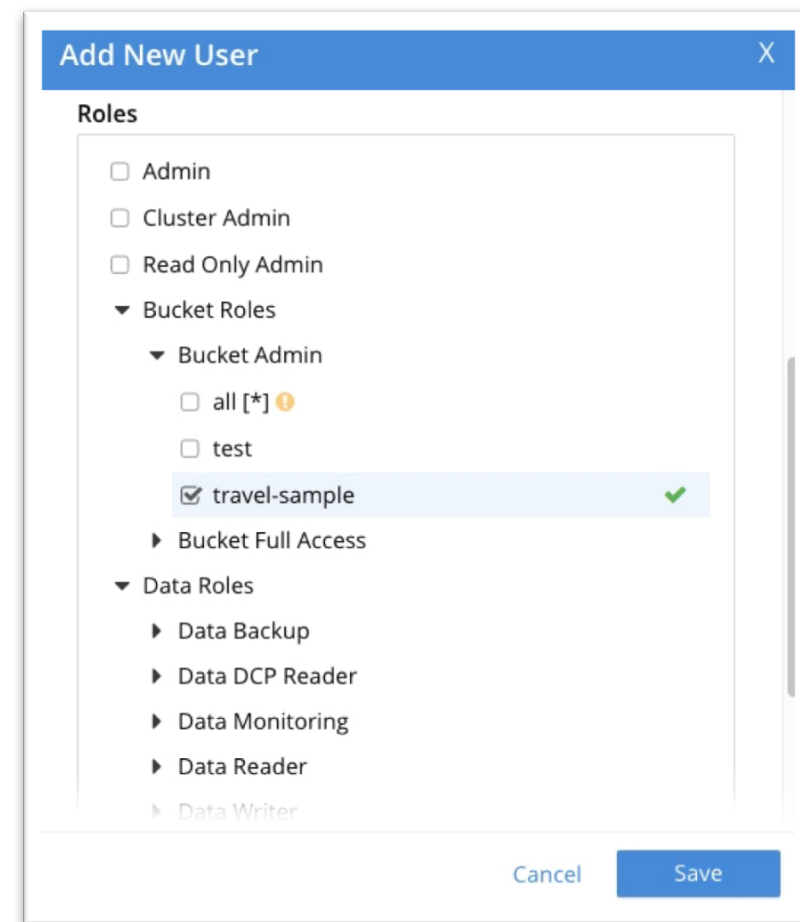 Add New User X
Roles
Admin
Cluster Admin
Read Only Admin
Bucket Roles
Bucket Admin
all [*]
test
travel-sample
Bucket Full Access
Data Roles
Data Backup
Data DCP Reader
Data Monitoring
Data Reader
Data Writer
Cancel Save